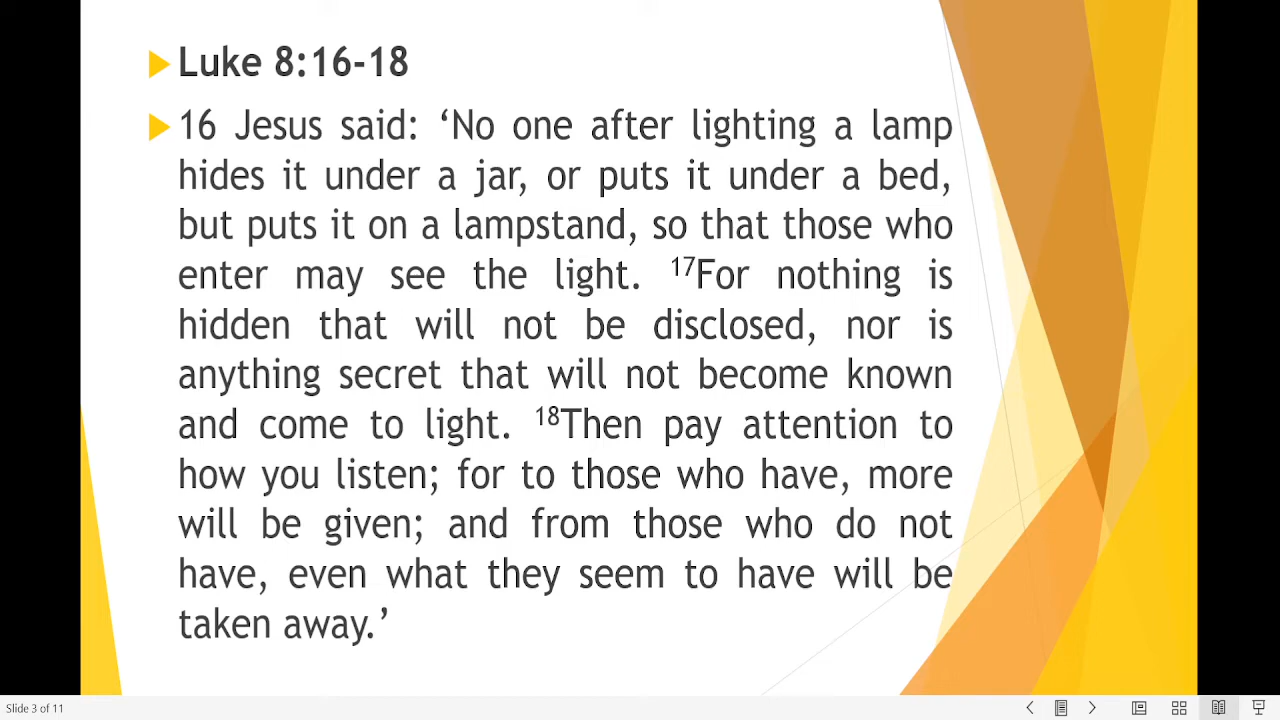 Luke 8:16-18
16 Jesus said: ‘No one after lighting a lamp
hides it under a jar, or puts it under a bed,
but puts it on a lampstand, so that those who
enter may see the light. ¹⁷For nothing is
hidden that will not be disclosed, nor is
anything secret that will not become known
and come to light. ¹⁸Then pay attention to
how you listen; for to those who have, more
will be given; and from those who do not
have, even what they seem to have will be
taken away.’
Slide 3 of 11